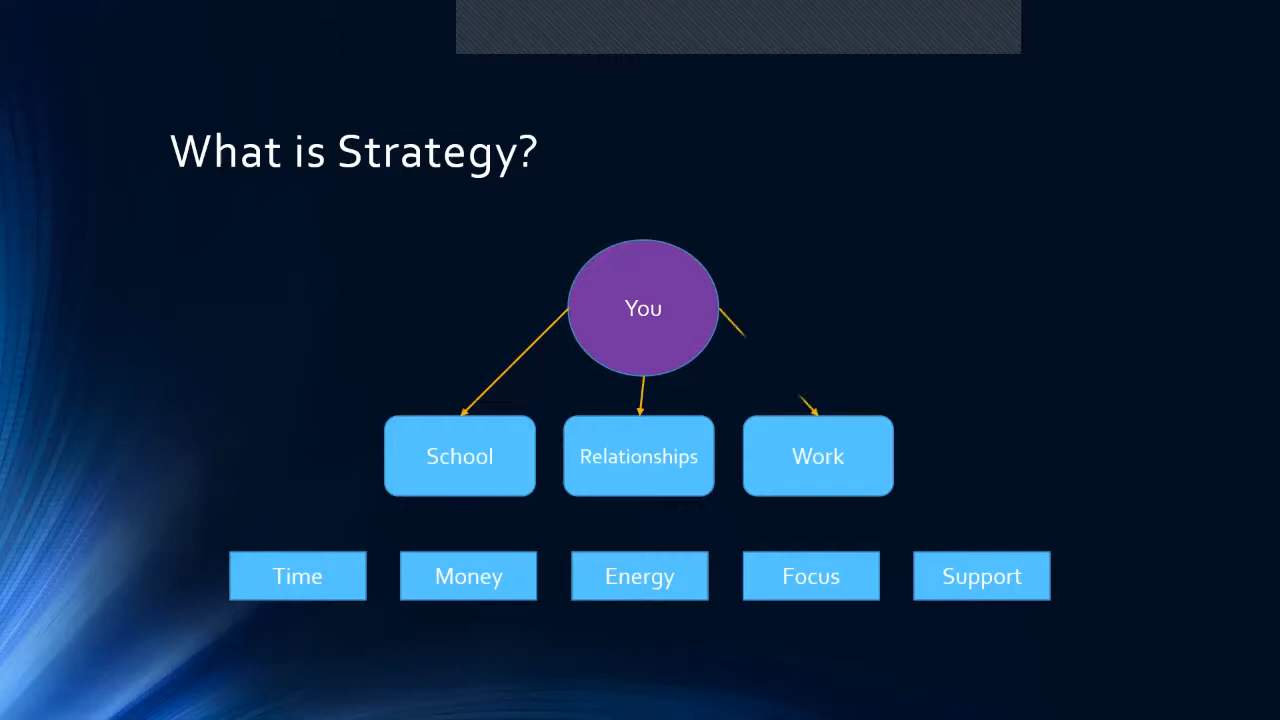 What is Strategy?
You
School
Relationships
Work
Time
Money
Energy
Focus
Support